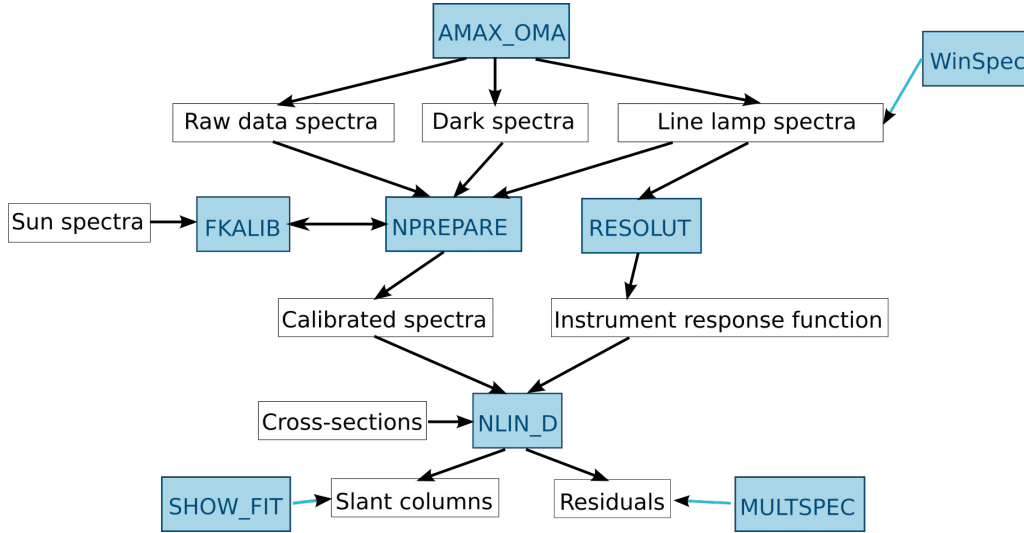 AMAX_OMA
WinSpec
Raw data spectra
Dark spectra
Line lamp spectra
Sun spectra
FKALIB
NPREPARE
RESOLUT
Calibrated spectra
Instrument response function
Cross-sections
NLIN_D
SHOW_FIT
Slant columns
Residuals
MULTSPEC